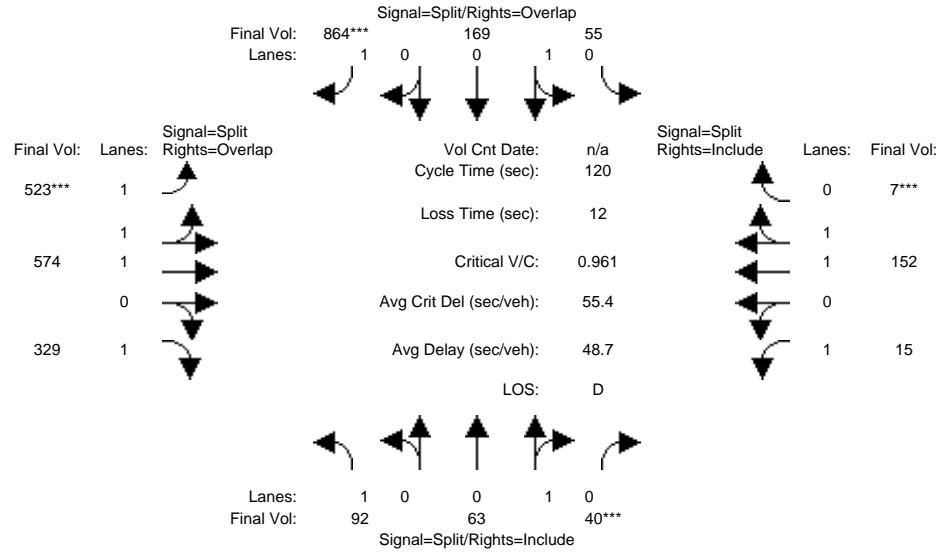 Signal=Split/Rights=Overlap
Final Vol: 864*** 169 55
Lanes: 1 0 0 1 0
Signal=Split
Final Vol: Lanes: Rights=Overlap
Vol Cnt Date: n/a
Signal=Split
Rights=Include Lanes: Final Vol:
Cycle Time (sec): 120
523*** 1
0 7***
Loss Time (sec): 12
1
1
574 1
Critical V/C: 0.961
1 152
0
Avg Crit Del (sec/veh): 55.4
0
329 1
Avg Delay (sec/veh): 48.7
1 15
LOS: D
Lanes: 1 0 0 1 0
Final Vol: 92 63 40***
Signal=Split/Rights=Include